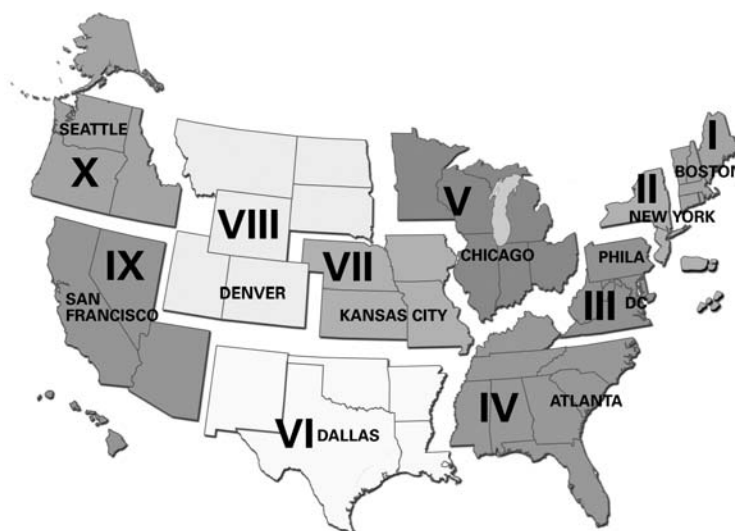 I
SEATTLE
BOSTON
X
II
V
NEW YORK
VIII
IX
VII
CHICAGO
PHILA
DENVER
SAN
FRANCISCO
KANSAS CITY
III
DC
IV
ATLANTA
VI
DALLAS